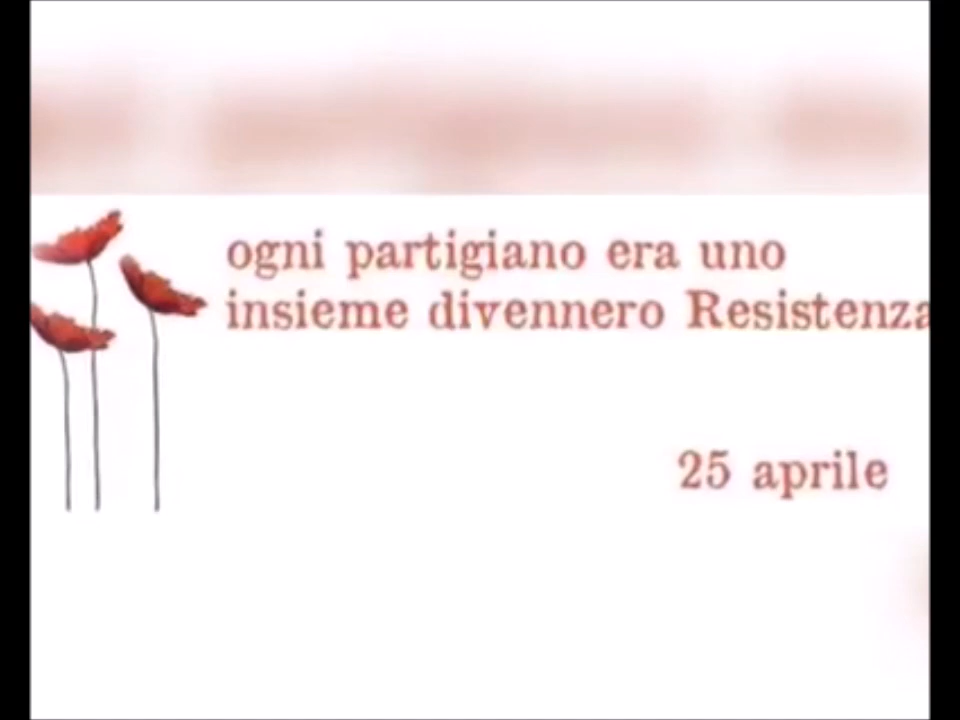 ogni partigiano era uno
insieme divennero Resistenza
25 aprile